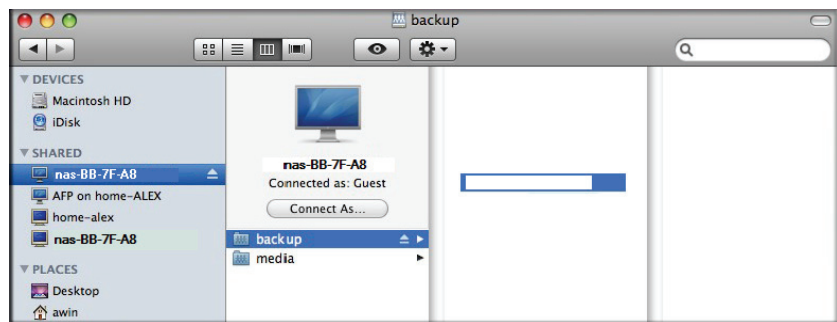 backup
DEVICES
Macintosh HD
iDisk
SHARED
nas-BB-7F-A8
AFP on home-ALEX
home-alex
nas-BB-7F-A8
PLACES
Desktop
awin
nas-BB-7F-A8
Connected as: Guest
Connect As...
backup
media